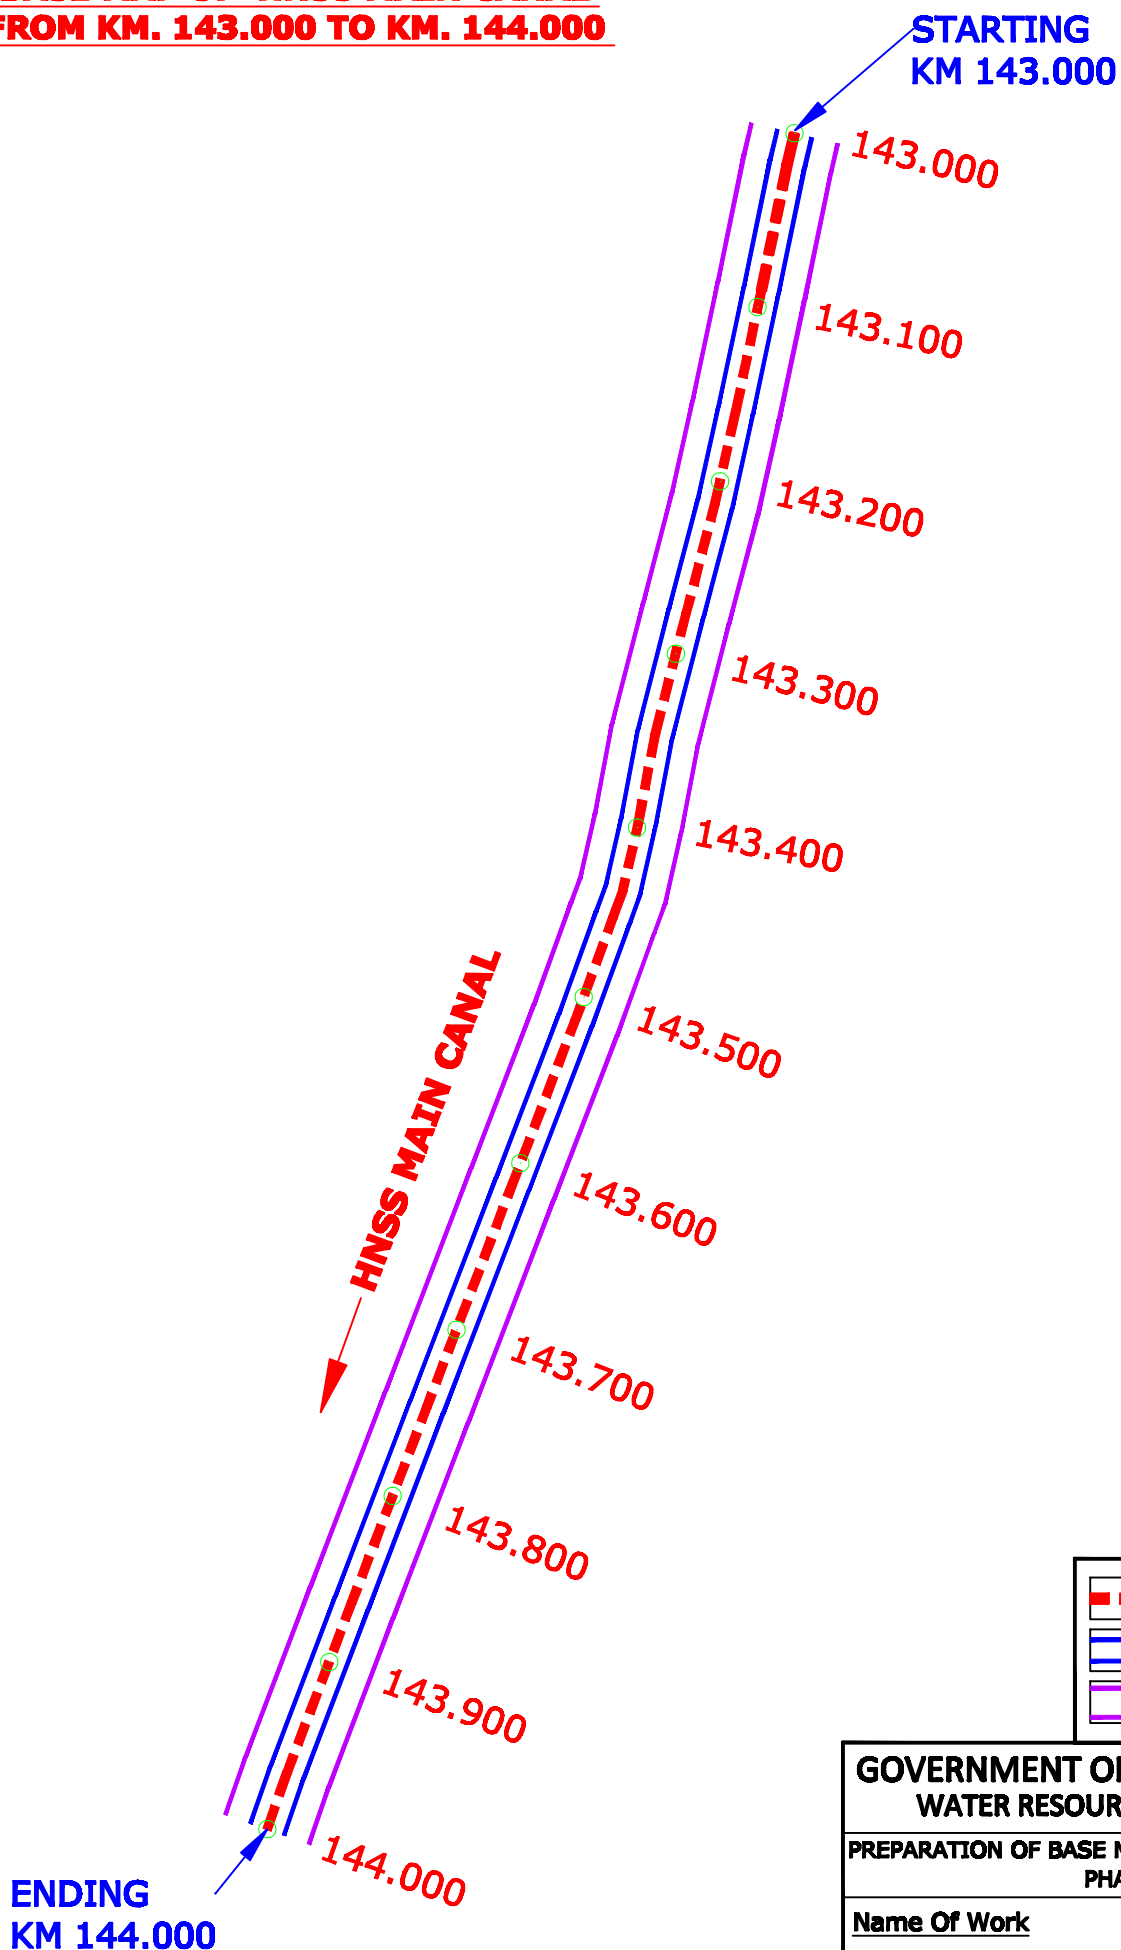 FROM KM. 143.000 TO KM. 144.000
STARTING
KM 143.000
143.000
143.100
143.200
143.300
143.400
143.500
143.600
143.700
143.800
143.900
144.000
HNSS MAIN CANAL
ENDING
KM 144.000
GOVERNMENT O
WATER RESOUR
PREPARATION OF BASE
PHA
Name Of Work